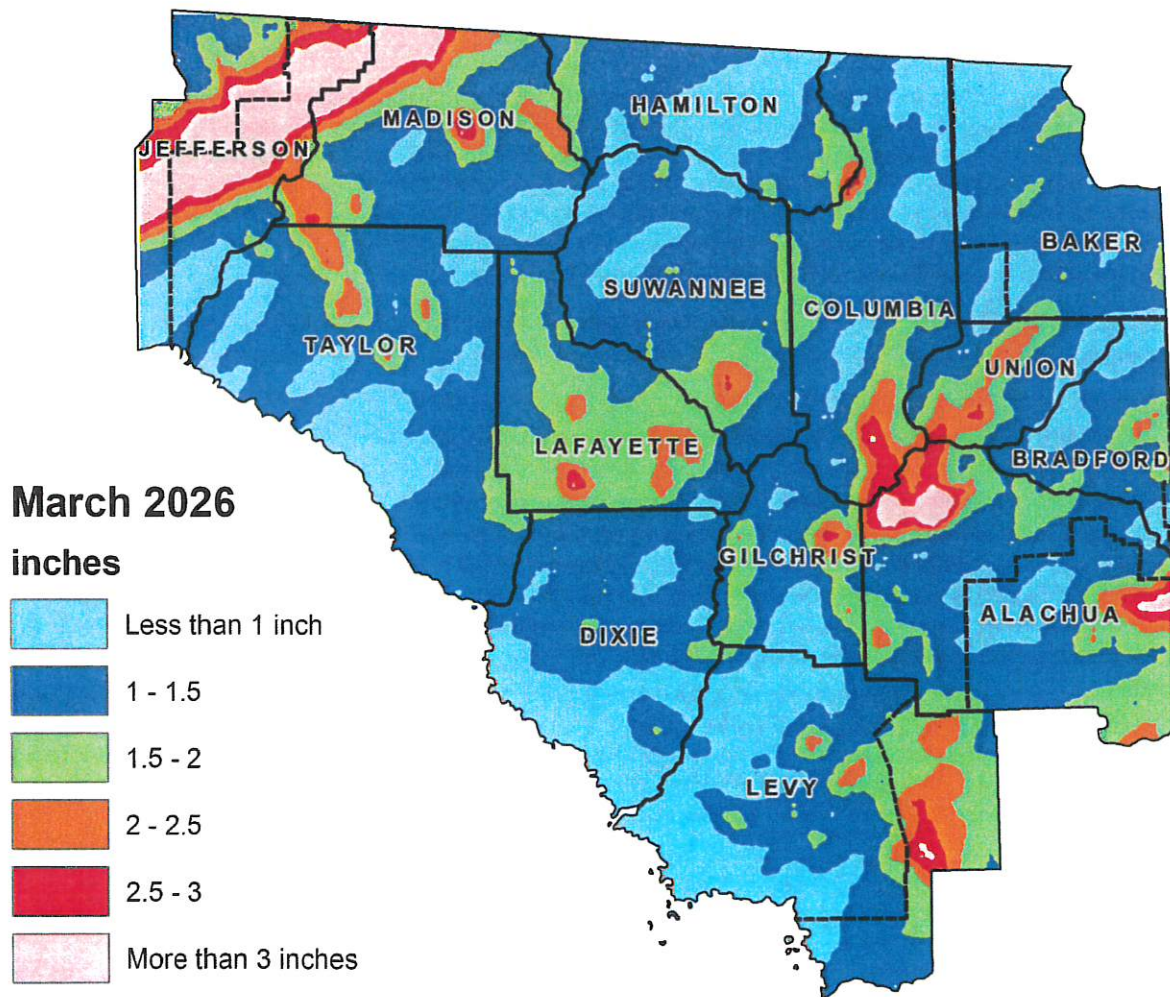 HAMILTON
MADISON
JEFFERSON
BAKER
SUWANNEE
COLUMBIA
TAYLOR
UNION
LAFAYETTE
BRADFORD
GILCHRIST
ALACHUA
DIXIE
LEVY
March 2026
inches
Less than 1 inch
1 - 1.5
1.5 - 2
2 - 2.5
2.5 - 3
More than 3 inches